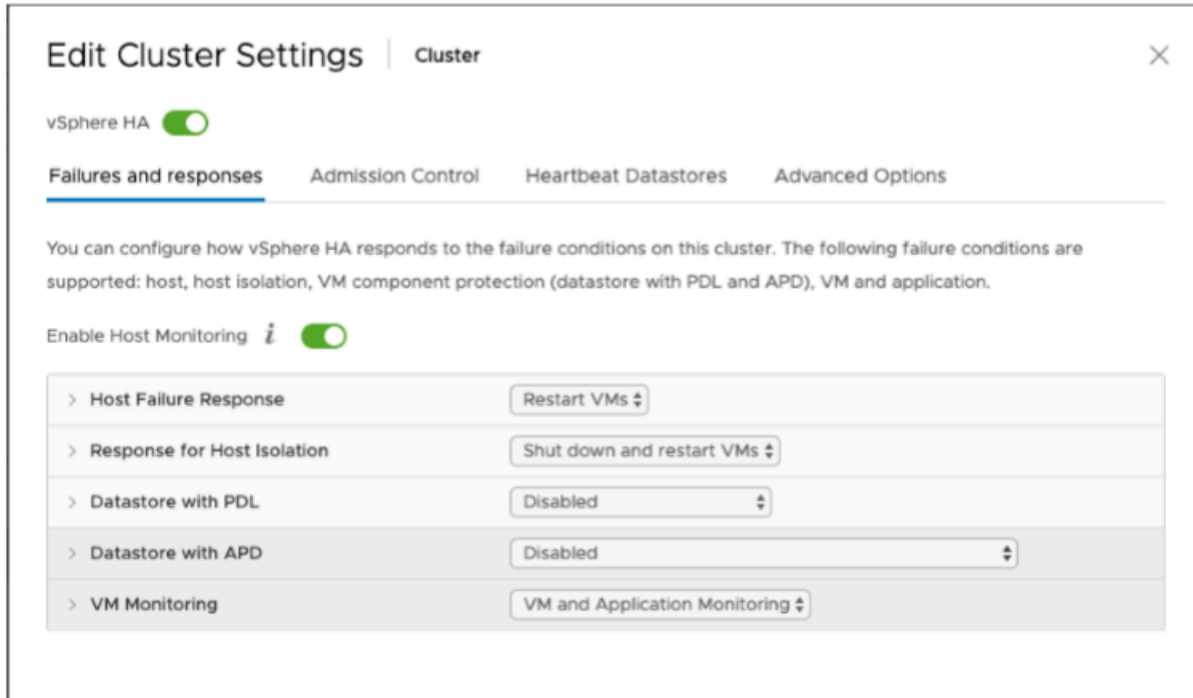 Edit Cluster Settings | Cluster
vSphere HA
Failures and responses Admission Control Heartbeat Datastores Advanced Options
You can configure how vSphere HA responds to the failure conditions on this cluster. The following failure conditions are
supported: host, host isolation, VM component protection (datastore with PDL and APD), VM and application.
Enable Host Monitoring i
Host Failure Response Restart VMs
Response for Host Isolation Shut down and restart VMs
Datastore with PDL Disabled
Datastore with APD Disabled
VM Monitoring VM and Application Monitoring